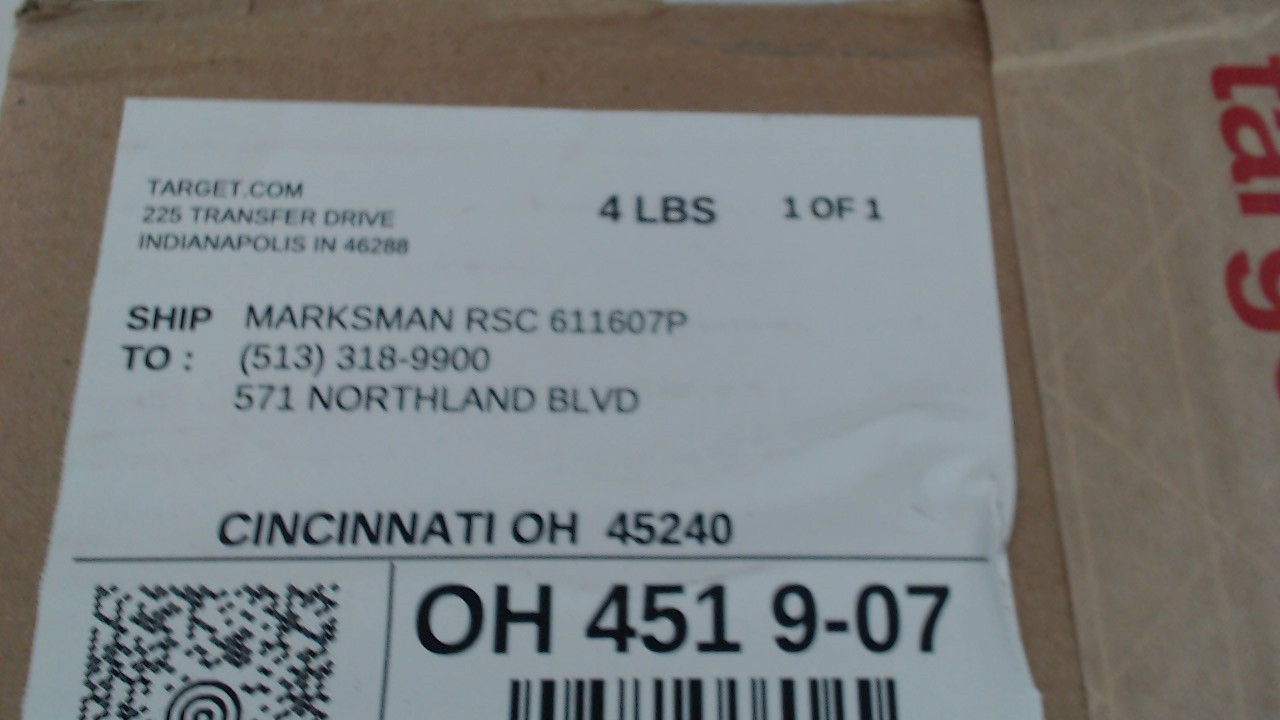 TARGET.COM
225 TRANSFER DRIVE
INDIANAPOLIS IN 46288
4 LBS 1 OF 1
SHIP MARKSMAN RSC 611607P
TO : (513) 318-9900
571 NORTHLAND BLVD
CINCINNATI OH 45240
OH 451 9-07
targ